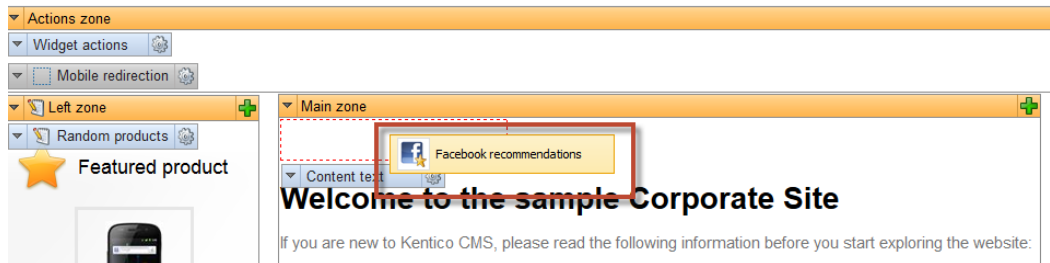 Actions zone
Widget actions
Mobile redirection
Left zone
Main zone
Random products
Facebook recommendations
Featured product
Content text
Welcome to the sample Corporate Site
If you are new to Kentico CMS, please read the following information before you start exploring the website: